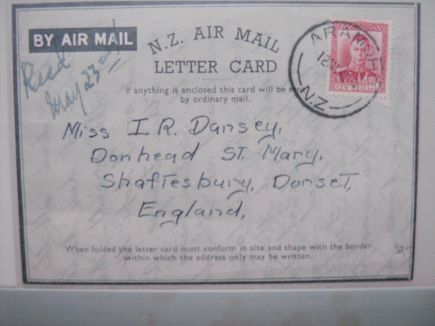 BY AIR MAIL
N.Z. AIR MAIL
LETTER CARD
Recd
May 23rd
If anything is enclosed this card will be sent
by ordinary mail.
ARAMOHO
N.Z.
Miss I.R. Dansey,
Donhead St. Mary,
Shaftesbury, Dorset,
England,
When folded the letter card must conform in size and shape with the border
within which the address only may be written.